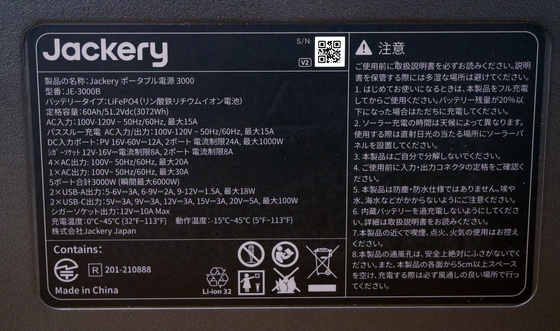 Jackery
S/N:
V2
製品の名称：Jackery ポータブル電源 3000
型番：JE-3000B
バッテリータイプ：LiFePO4 (リン酸鉄リチウムイオン電池)
定格容量：60Ah/51.2Vdc(3072Wh)
AC入力：100V-120V~ 50Hz/60Hz, 最大15A
パススルー充電 AC入力/出力：100-120V~ 50Hz/60Hz, 最大15A
DC入力ポート：PV 16V-60V⎓12A, 2ポート 電流制限24A, 最大1000W
シガーソケット 12V-16V⎓電流制限8A, 2ポート 電流制限8A
4×AC出力：100V~ 50/60Hz, 最大20A
1×AC出力：100V~ 50/60Hz, 最大30A
5ポート合計3000W (瞬間最大6000W)
2×USB-A出力：5-6V⎓3A, 6-9V⎓2A, 9-12V⎓1.5A, 最大18W
2×USB-C出力：5V⎓3A, 9V⎓3A, 12V⎓3A, 15V⎓3A, 20V⎓5A, 最大100W
シガーソケット出力：12V⎓10A Max
充電温度：0°C~45°C (32°F~113°F) 動作温度：-15°C~45°C (5°F~113°F)
株式会社Jackery Japan
Contains：
R 201-210888
Made in China
Li-ion 32
注意
ご使用前に取扱説明書を必ずお読みください。説明
書を保管する際には多湿な場所は避けてください。
1. はじめてお使いになるときは、本製品をフル充電
してからご使用ください。バッテリー残量が20%以
下になった場合はただちに充電してください。
2. ソーラー充電の時間は天候によって異なります。
使用する際は直射日光の当たる場所にソーラーパ
ネルを設置してください。
3. 本製品はご自分で分解しないでください。
4. ご使用前に入力・出力コネクタの定格をご確認く
ださい。
5. 本製品は防塵・防水仕様ではありません。埃や
水、海水などがかからないようにご注意ください。
6. 内蔵バッテリーを過充電しないようにしてくださ
い。詳細は取扱説明書をお読みください。
7. 本製品の近くで喫煙、点火、火気の使用はお控え
ください。
8. 本製品の通風孔は、安全上絶対にふさがないでく
ださい。また、本製品の各面から5cm以上スペース
を空け、充電する際は必ず風通しの良い場所で行っ
てください。